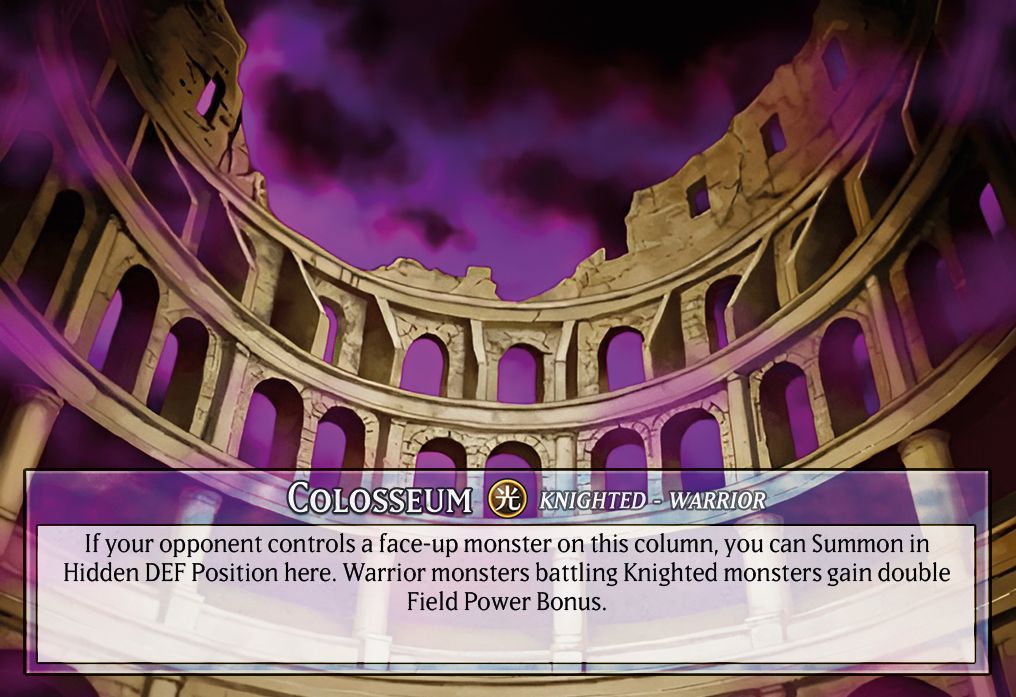 COLOSSEUM 光 KNIGHTED - WARRIOR
If your opponent controls a face-up monster on this column, you can Summon in
Hidden DEF Position here. Warrior monsters battling Knighted monsters gain double
Field Power Bonus.